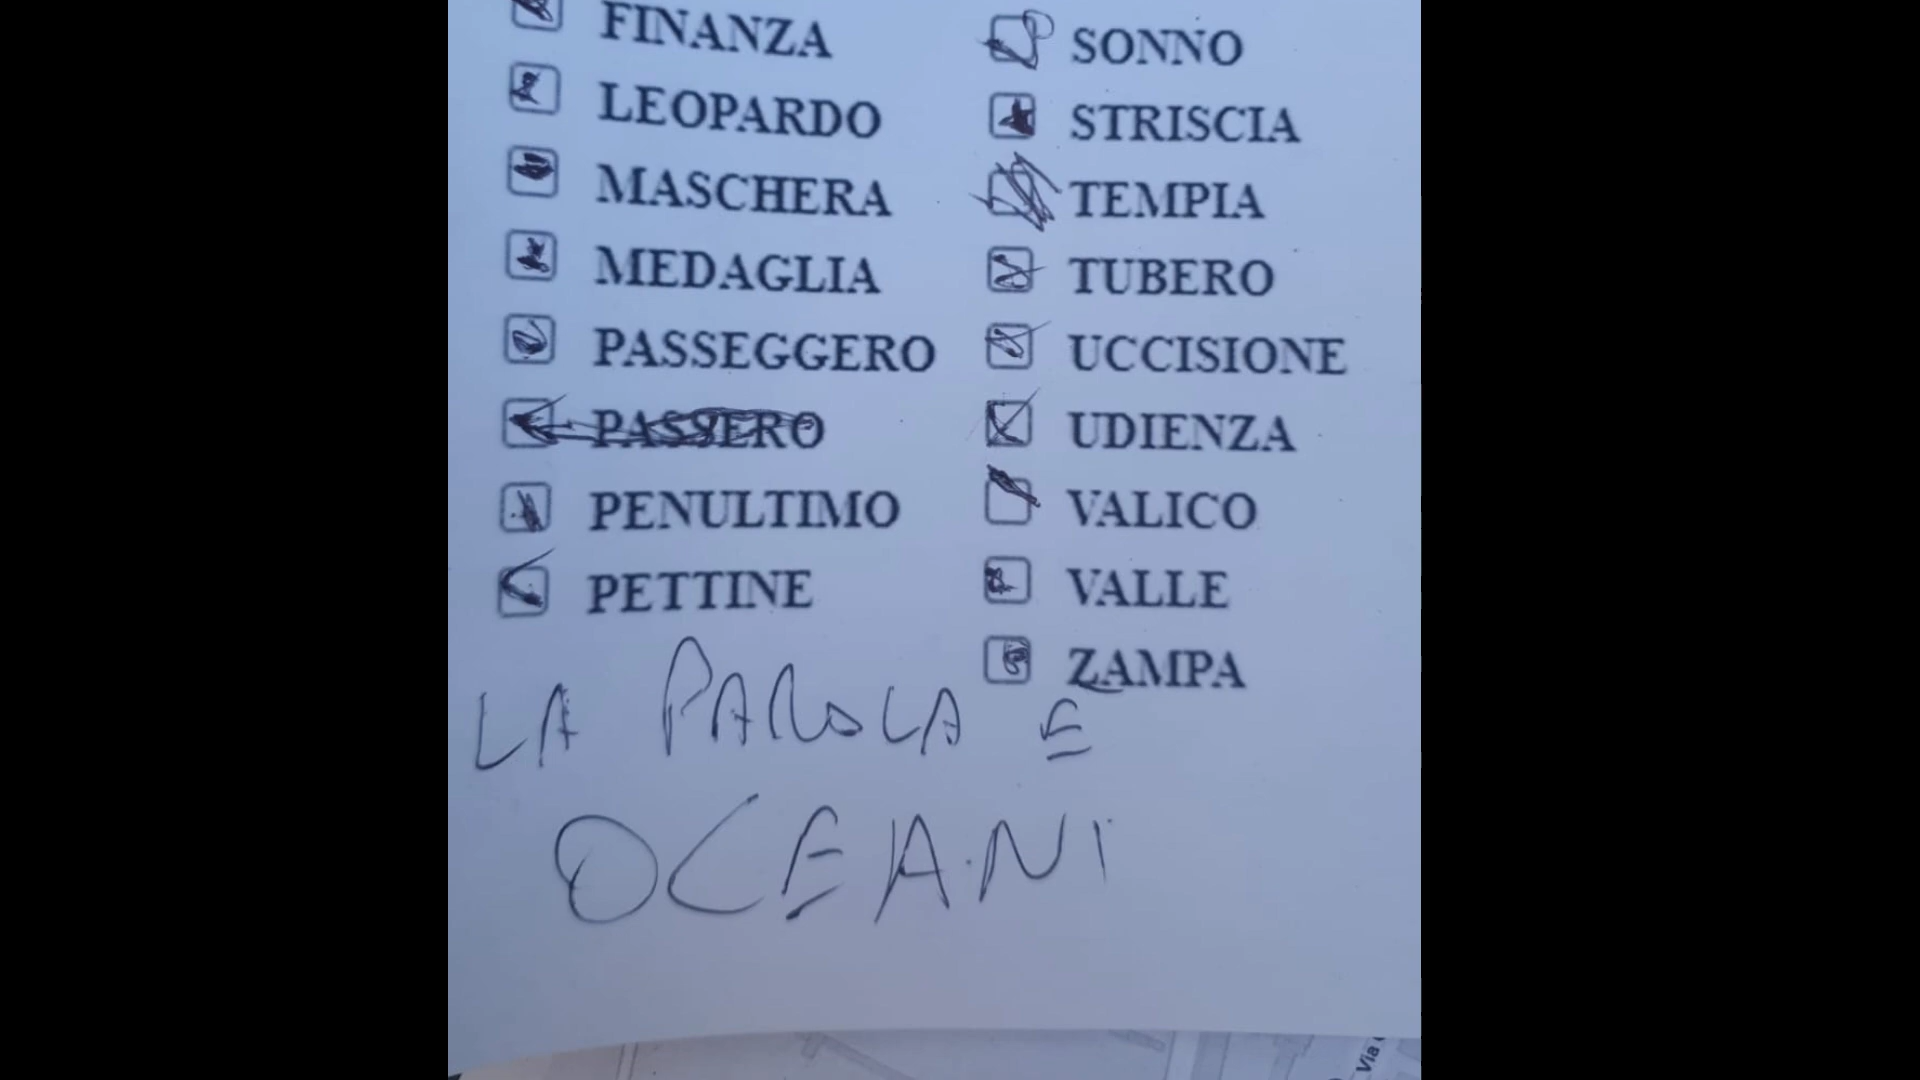 FINANZA
LEOPARDO
MASCHERA
MEDAGLIA
PASSEGGERO
PASSERO
PENULTIMO
PETTINE
SONNO
STRISCIA
TEMPIA
TUBERO
UCCISIONE
UDIENZA
VALICO
VALLE
ZAMPA
LA PAROLA E
OCEANI
Via